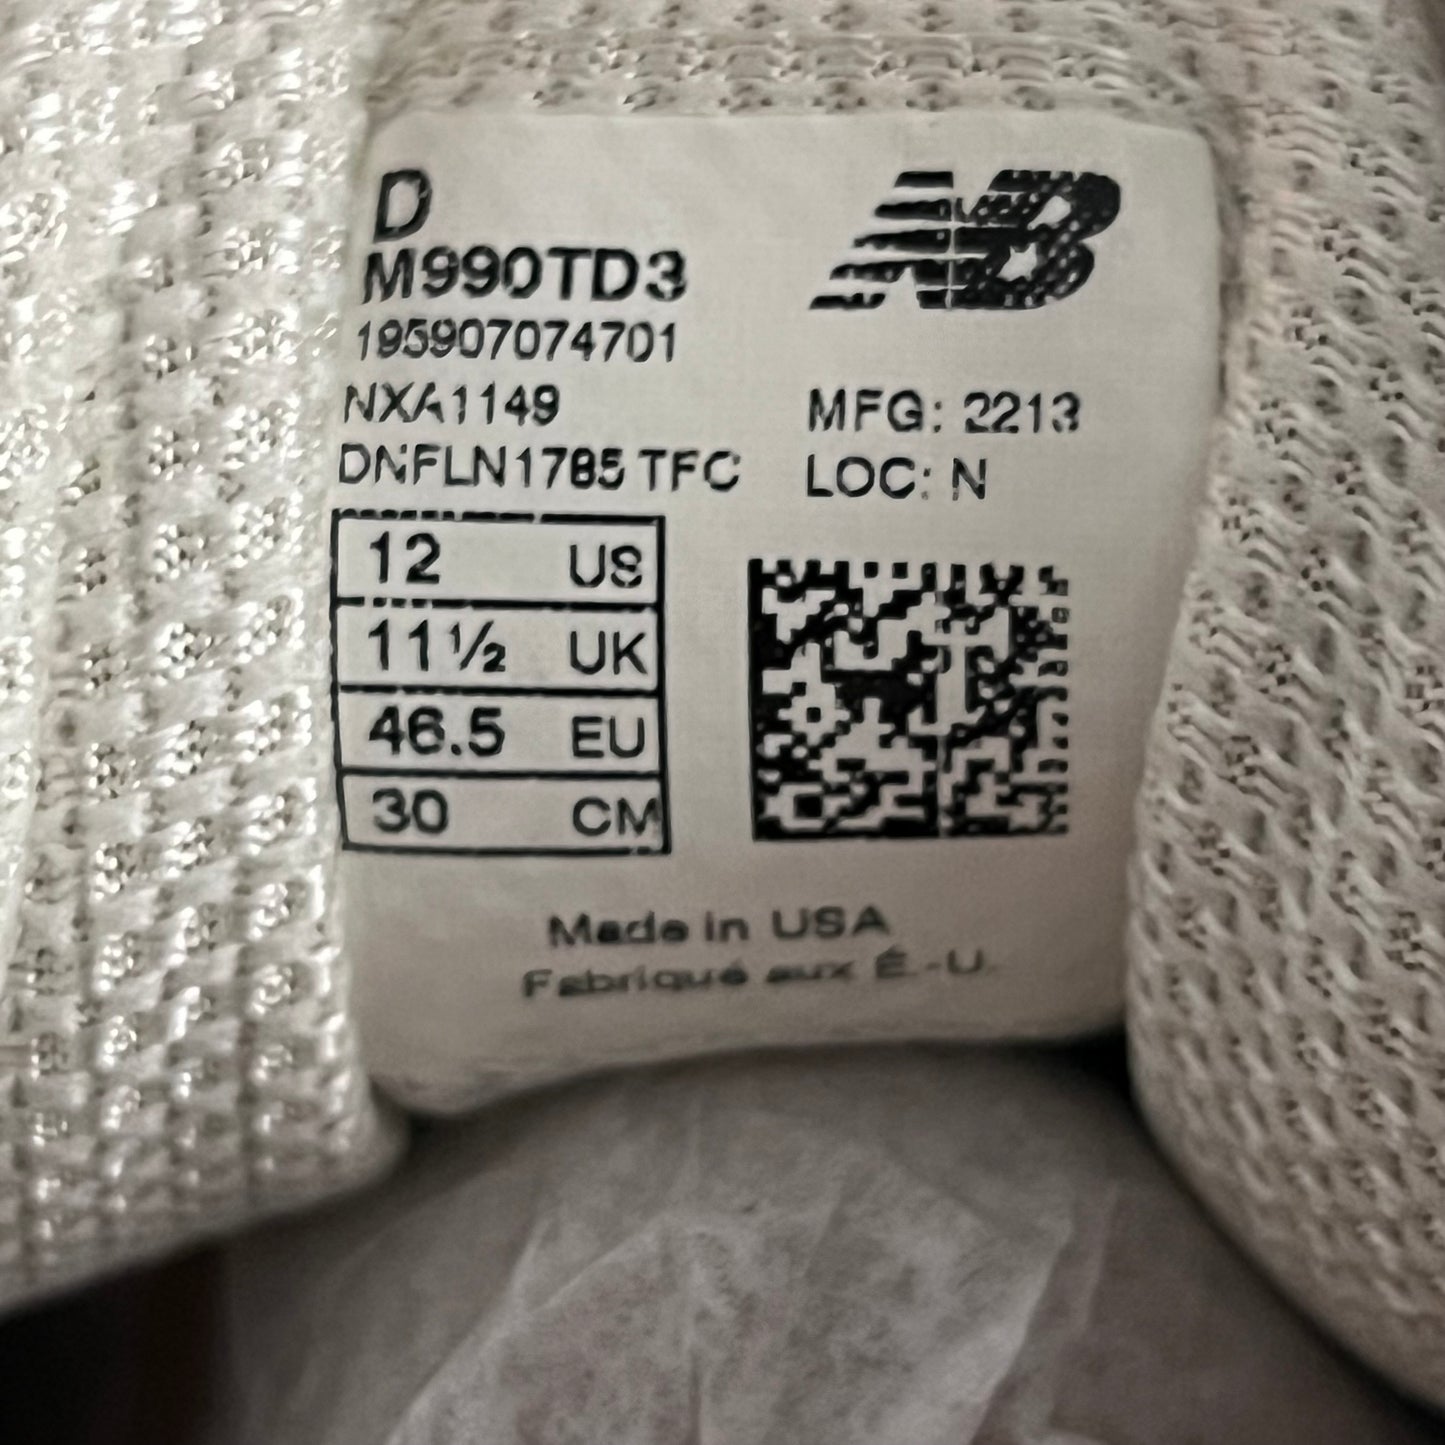 D
NB
M990TD3
195907074701
NXA1149
MFG: 2213
DNFLN1785 TFC
LOC: N
12 US
11½ UK
46.5 EU
30 CM
Made in USA
Fabriqué aux É.-U.